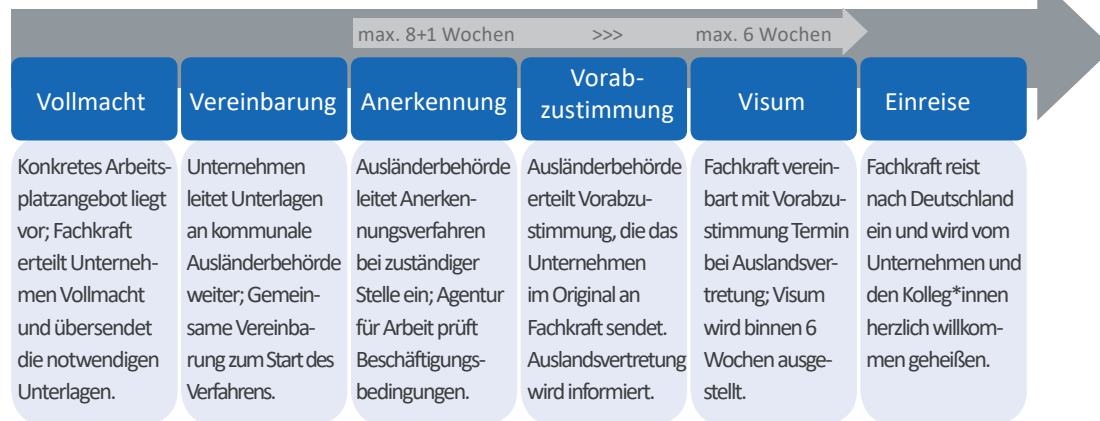 max. 8+1 Wochen >>> max. 6 Wochen
Vollmacht
Vereinbarung
Anerkennung
Vorab-
zustimmung
Visum
Einreise
Konkretes Arbeits-
platzangebot liegt
vor; Fachkraft
erteilt Unterneh-
men Vollmacht
und übersendet
die notwendigen
Unterlagen.
Unternehmen
leitet Unterlagen
an kommunale
Ausländerbehörde
weiter; Gemein-
same Vereinba-
rung zum Start des
Verfahrens.
Ausländerbehörde
leitet Anerken-
nungsverfahren
bei zuständiger
Stelle ein; Agentur
für Arbeit prüft
Beschäftigungs-
bedingungen.
Ausländerbehörde
erteilt Vorabzu-
stimmung, die das
Unternehmen
im Original an
Fachkraft sendet.
Auslandsvertretung
wird informiert.
Fachkraft verein-
bart mit Vorabzu-
stimmung Termin
bei Auslandsver-
tretung; Visum
wird binnen 6
Wochen ausge-
stellt.
Fachkraft reist
nach Deutschland
ein und wird vom
Unternehmen und
den Kolleg*innen
herzlich willkom-
men geheißen.